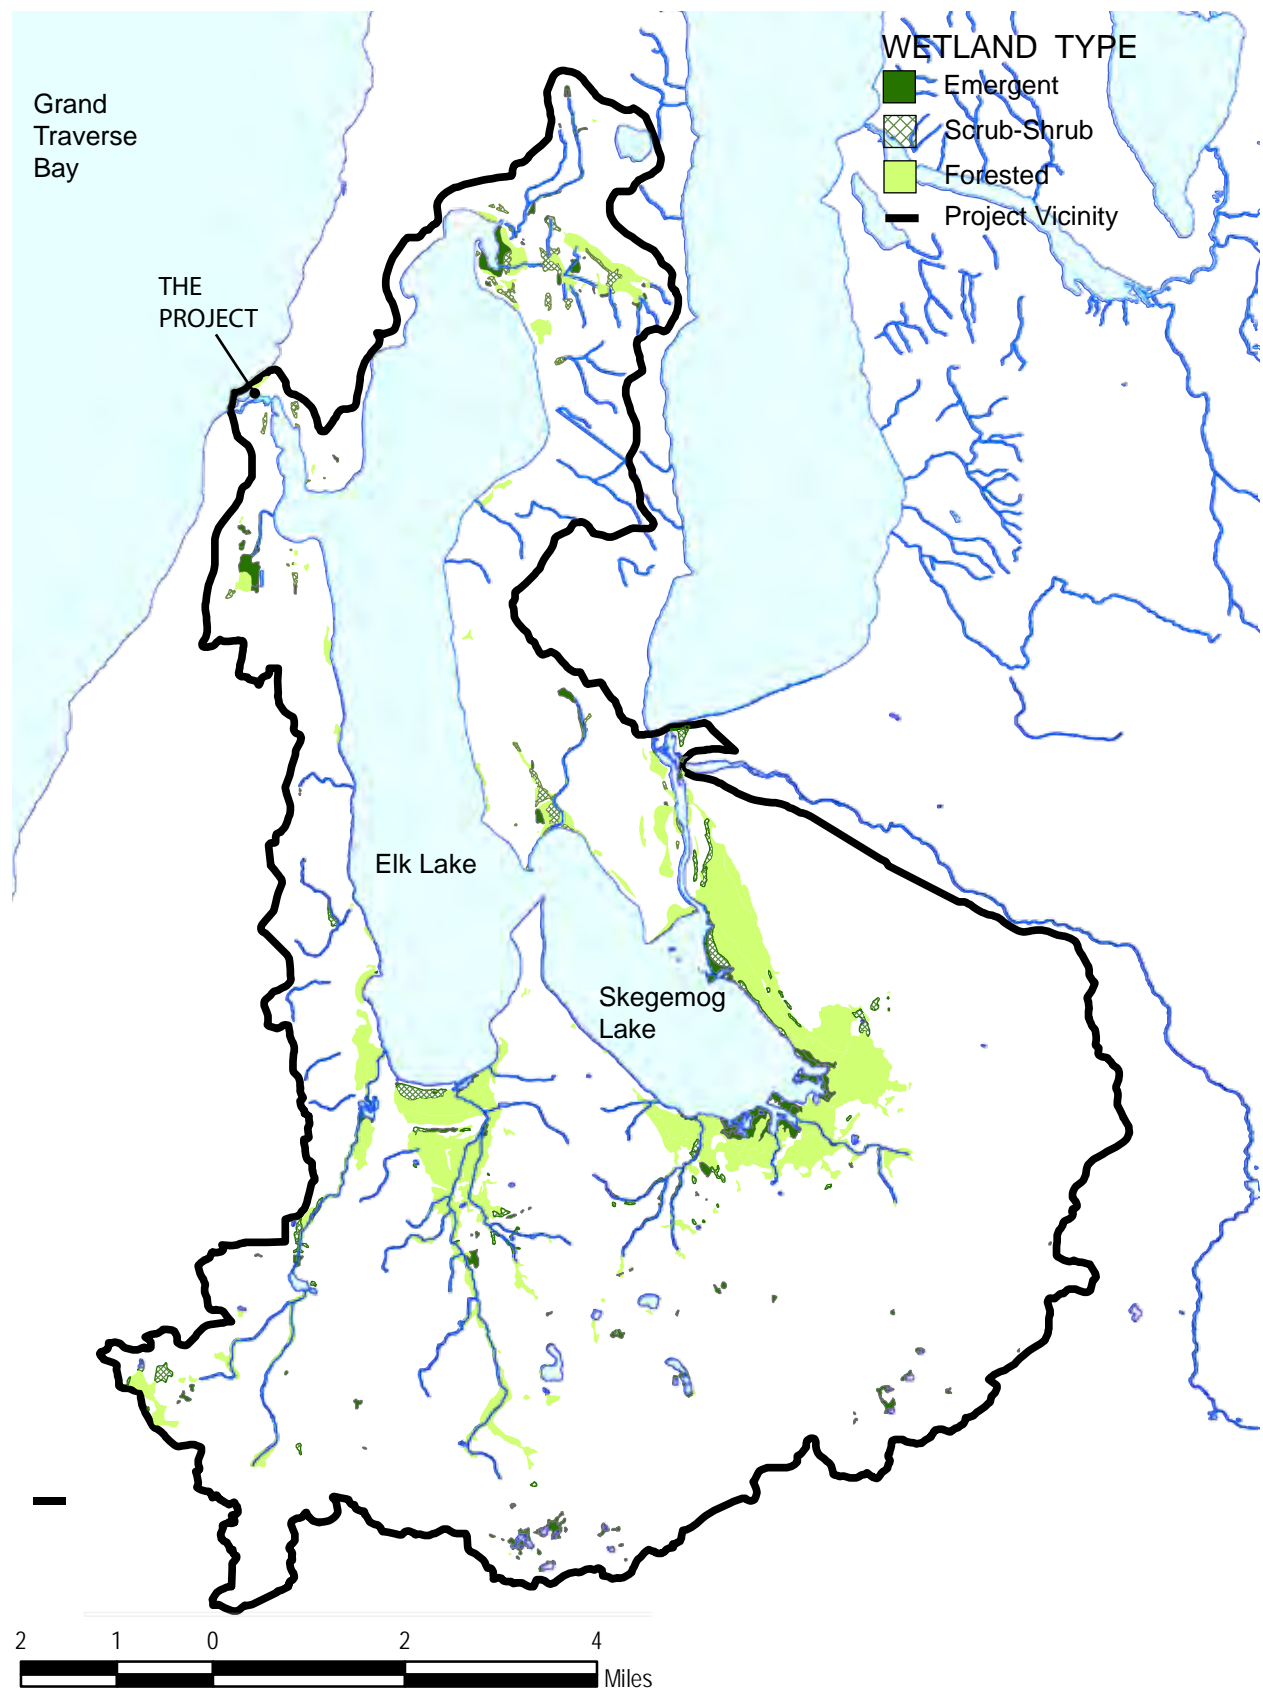 Grand
Traverse
Bay
WETLAND TYPE
Emergent
Scrub-Shrub
Forested
Project Vicinity
THE
PROJECT
Elk Lake
Skegemog
Lake
2 1 0 2 4
Miles